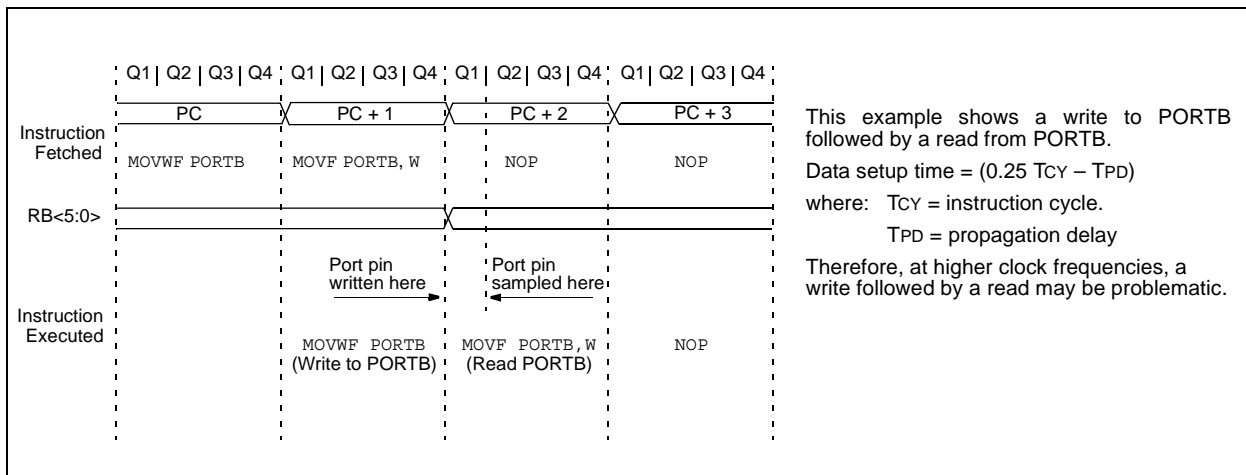 Q1 | Q2 | Q3 | Q4 Q1 | Q2 | Q3 | Q4 Q1 | Q2 | Q3 | Q4 Q1 | Q2 | Q3 | Q4
PC PC + 1 PC + 2 PC + 3
Instruction
Fetched
MOVWF PORTB MOVF PORTB, W NOP NOP
RB<5:0>
Port pin
written here
Port pin
sampled here
Instruction
Executed
MOVWF PORTB
(Write to PORTB)
MOVF PORTB,W
(Read PORTB)
NOP
This example shows a write to PORTB
followed by a read from PORTB.
Data setup time = (0.25 TCY – TPD)
where: TCY = instruction cycle.
TPD = propagation delay
Therefore, at higher clock frequencies, a
write followed by a read may be problematic.